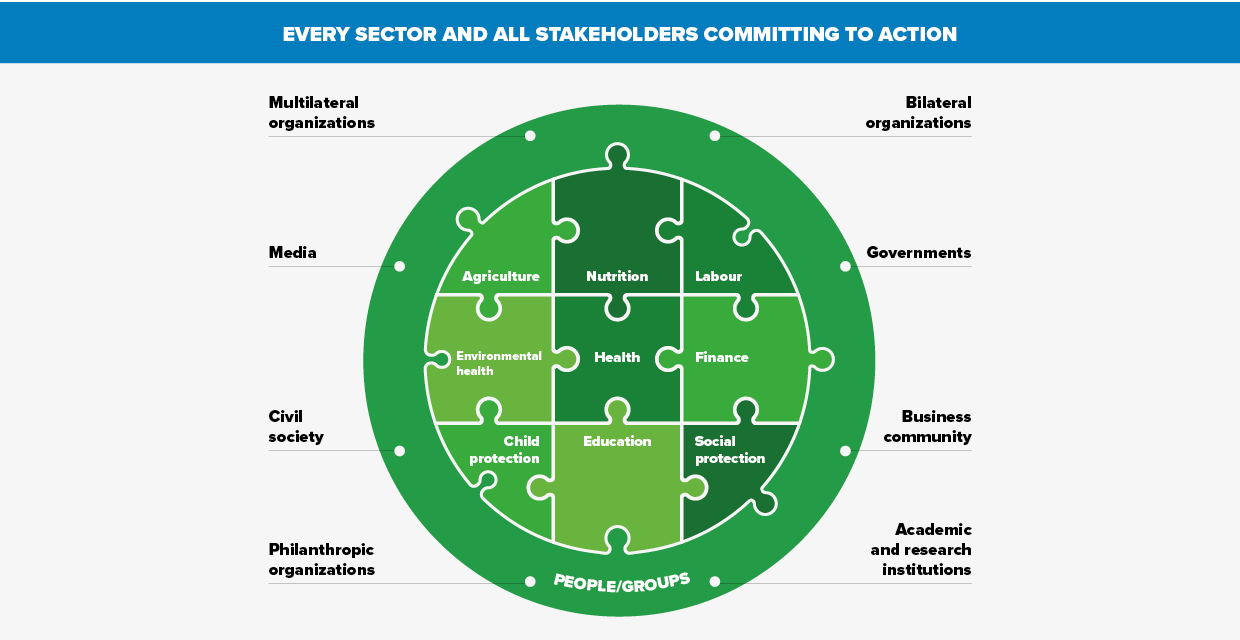 EVERY SECTOR AND ALL STAKEHOLDERS COMMITTING TO ACTION
Multilateral
organizations
Bilateral
organizations
Media
Governments
Agriculture
Nutrition
Labour
Environmental
health
Health
Finance
Child
protection
Education
Social
protection
Civil
society
Business
community
Philanthropic
organizations
Academic
and research
institutions
PEOPLE/GROUPS